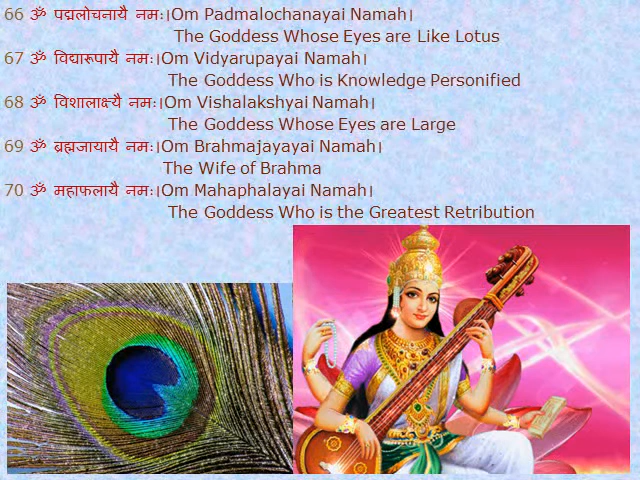 66 ॐ पद्मलोचनायै नमः।Om Padmalochanayai Namah।
The Goddess Whose Eyes are Like Lotus
67 ॐ विद्यारूपायै नमः।Om Vidyarupayai Namah।
The Goddess Who is Knowledge Personified
68 ॐ विशालाक्ष्यै नमः।Om Vishalakshyai Namah।
The Goddess Whose Eyes are Large
69 ॐ ब्रह्मजायायै नमः।Om Brahmajayayai Namah।
The Wife of Brahma
70 ॐ महाफलायै नमः।Om Mahaphalayai Namah।
The Goddess Who is the Greatest Retribution